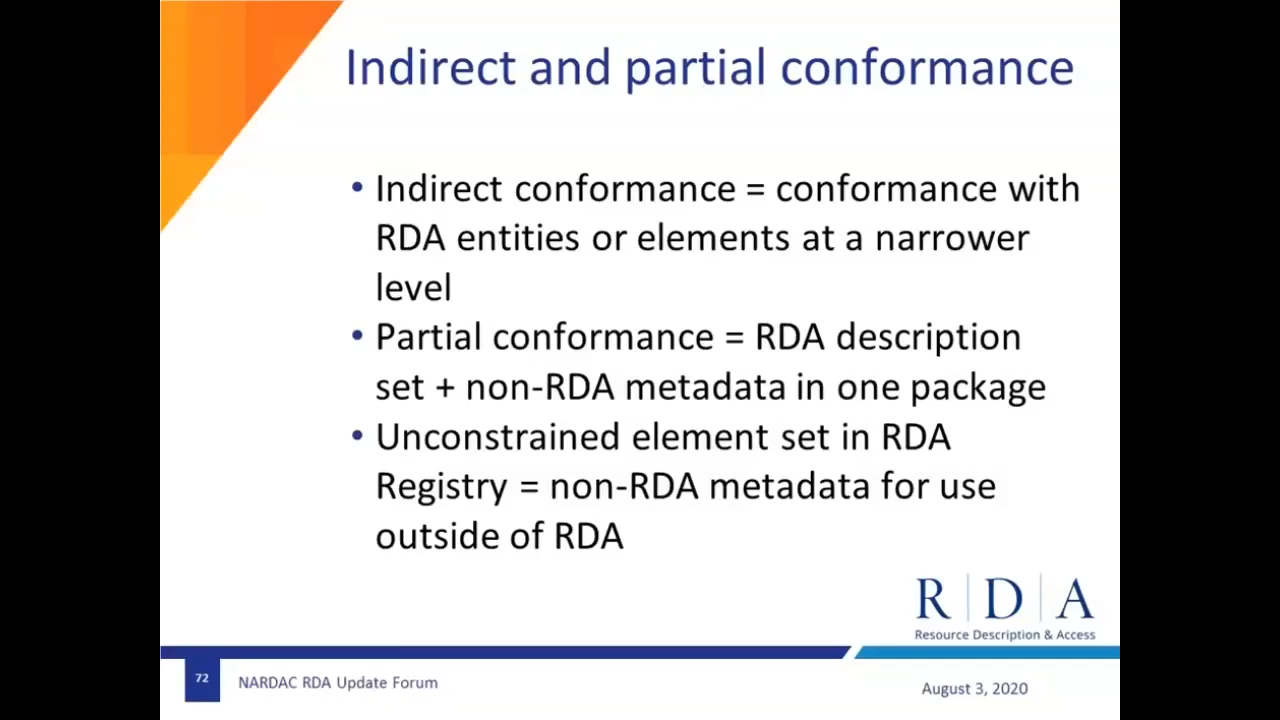 Indirect and partial conformance
• Indirect conformance = conformance with
RDA entities or elements at a narrower
level
• Partial conformance = RDA description
set + non-RDA metadata in one package
• Unconstrained element set in RDA
Registry = non-RDA metadata for use
outside of RDA
R | D | A
Resource Description & Access
72
NARDAC RDA Update Forum
August 3, 2020